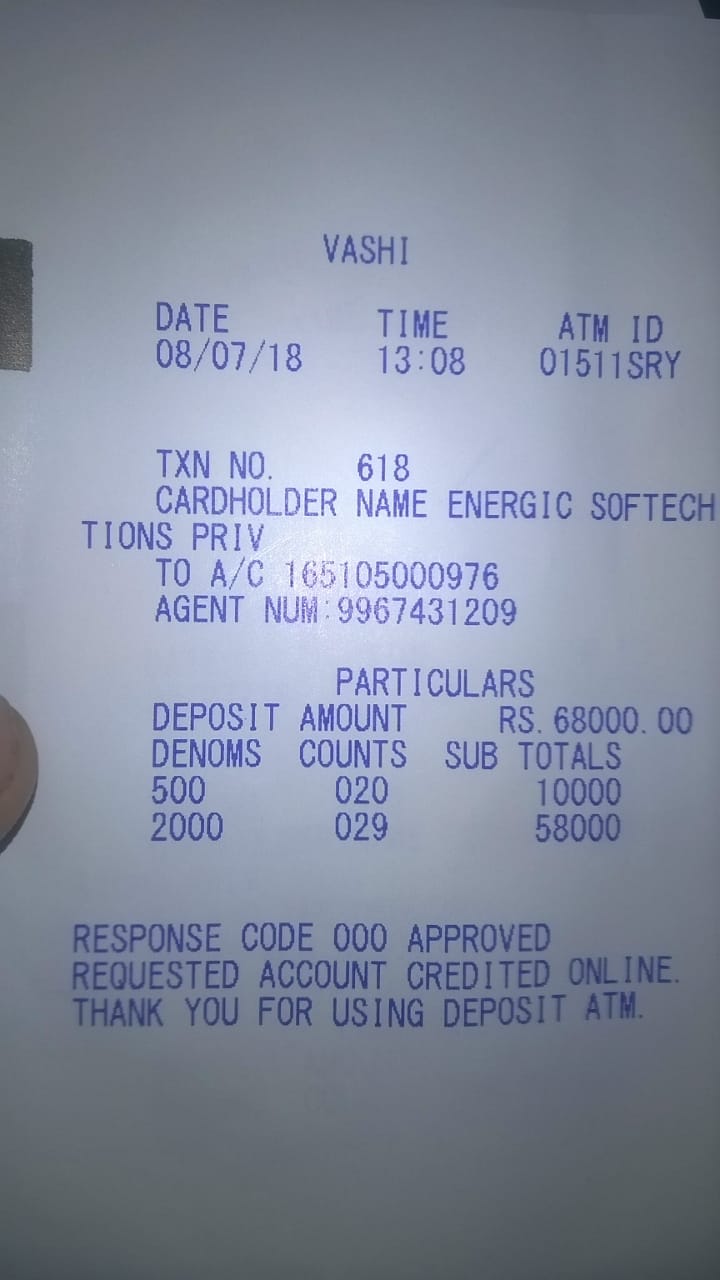 VASHI
DATE TIME ATM ID
08/07/18 13:08 01511SRY
TXN NO. 618
CARDHOLDER NAME ENERGIC SOFTECH
TIONS PRIV
TO A/C 165105000976
AGENT NUM:9967431209
PARTICULARS
DEPOSIT AMOUNT RS.68000.00
DENOMS COUNTS SUB TOTALS
500 020 10000
2000 029 58000
RESPONSE CODE 000 APPROVED
REQUESTED ACCOUNT CREDITED ONLINE.
THANK YOU FOR USING DEPOSIT ATM.